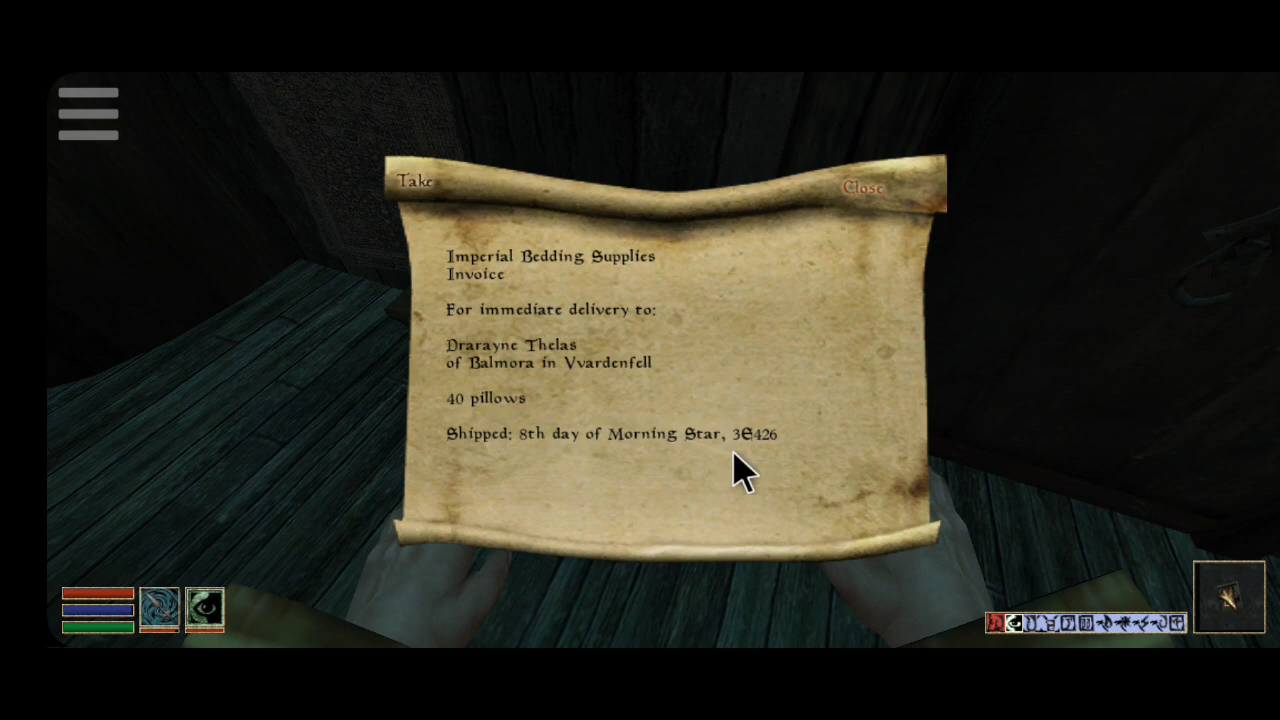 Take
Close
Imperial Bedding Supplies
Invoice
For immediate delivery to:
Drarayne Thelas
of Balmora in Vvardenfell
40 pillows
Shipped: 8th day of Morning Star, 3E426